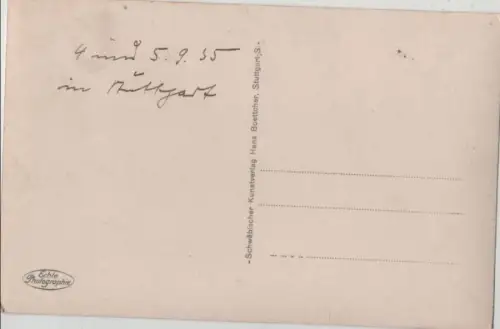 4 und 5.9.35
in Stuttgart
-Schwäbischer Kunstverlag Hans Boettcher, Stuttgart-S-
Echte
Photographie